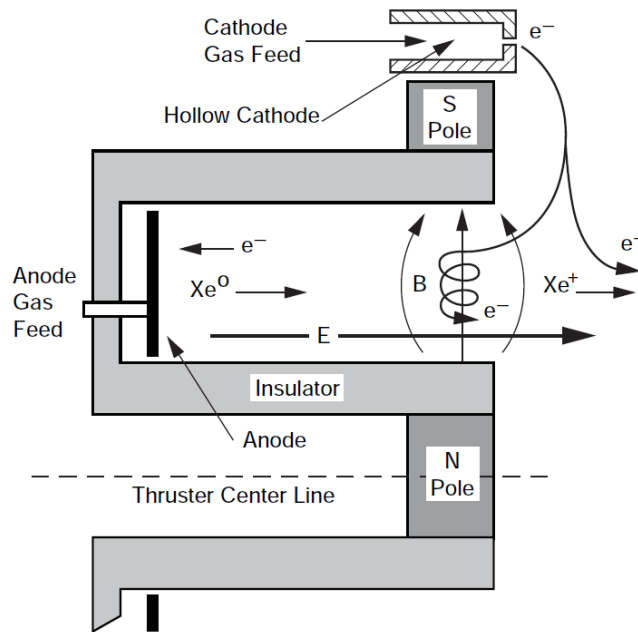 Cathode
Gas Feed
e–
Hollow Cathode
S
Pole
e–
Xe⁰
Anode
Gas
Feed
B
e–
Xe⁺
e–
E
Insulator
Anode
N
Pole
Thruster Center Line